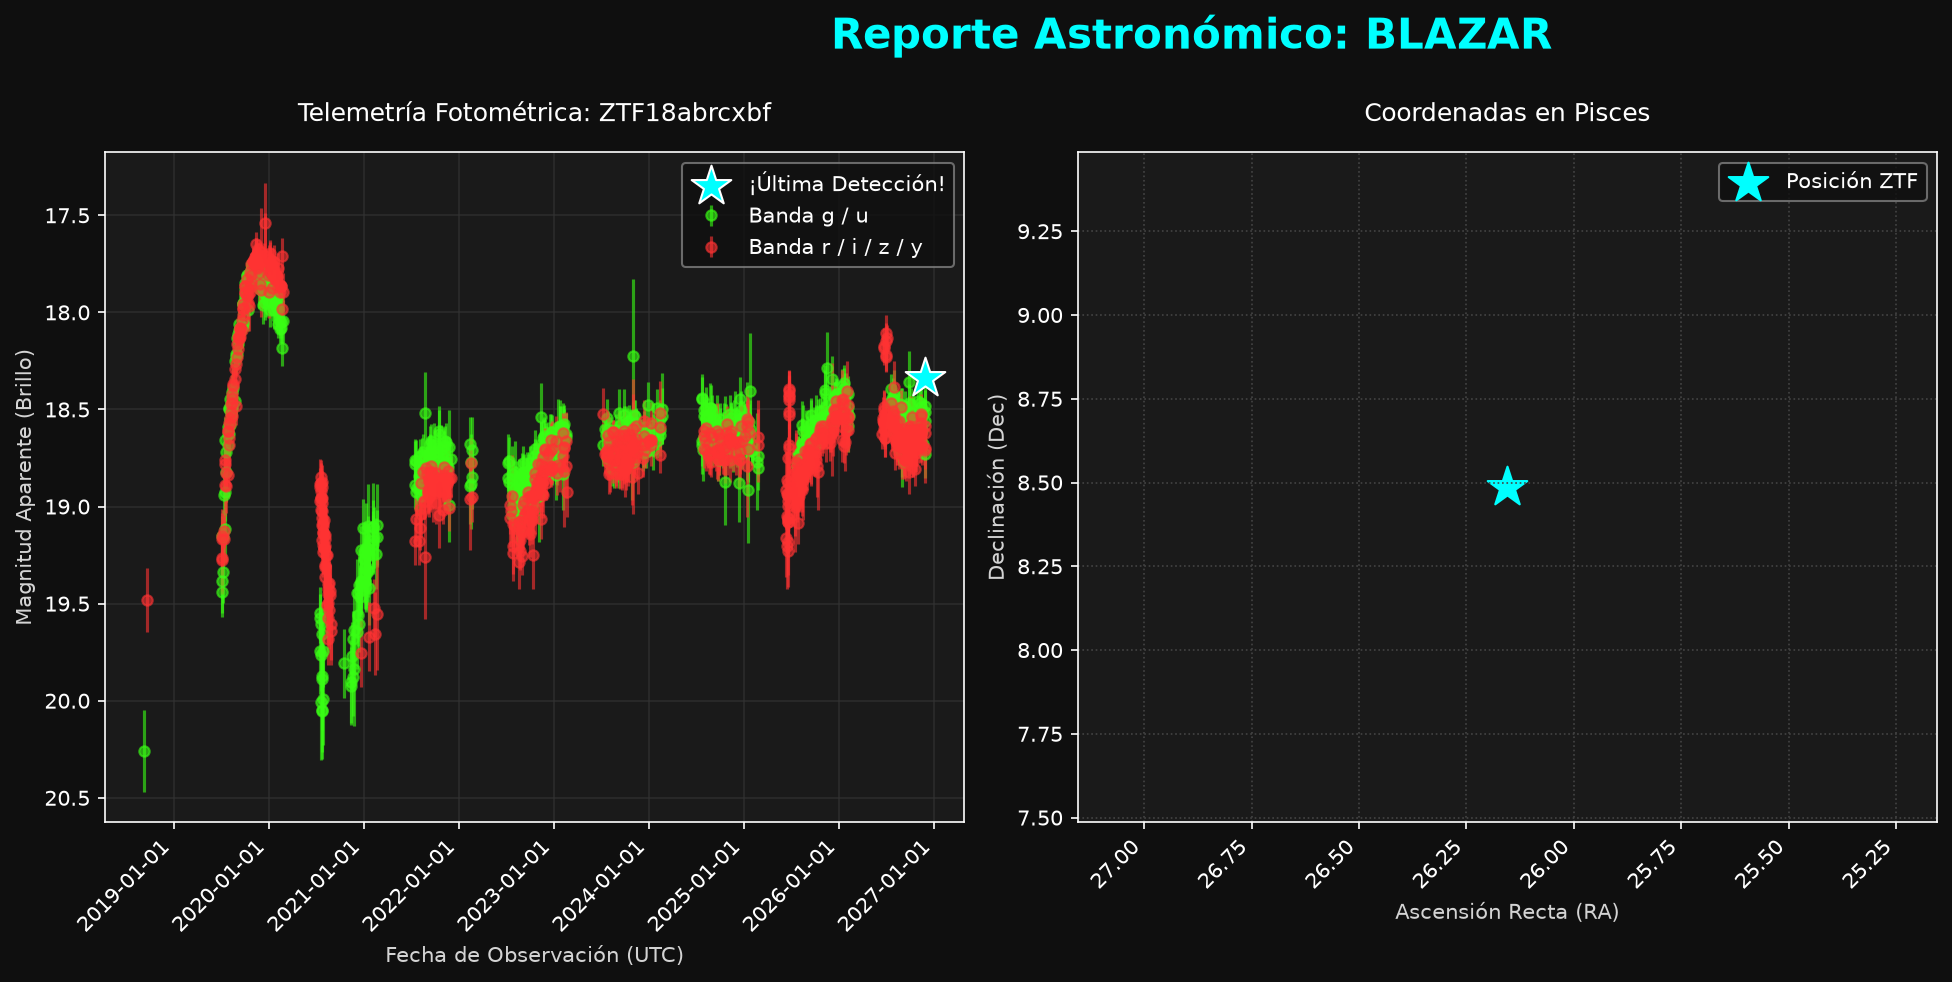 Reporte Astronómico: BLAZAR
Telemetría Fotométrica: ZTF18abrcxbf
Magnitud Aparente (Brillo)
17.5
18.0
18.5
19.0
19.5
20.0
20.5
¡Última Detección!
Banda g / u
Banda r / i / z / y
2019-01-01
2020-01-01
2021-01-01
2022-01-01
2023-01-01
2024-01-01
2025-01-01
2026-01-01
2027-01-01
Fecha de Observación (UTC)
Coordenadas en Pisces
Declinación (Dec)
9.25
9.00
8.75
8.50
8.25
8.00
7.75
7.50
Posición ZTF
27.00
26.75
26.50
26.25
26.00
25.75
25.50
25.25
Ascensión Recta (RA)